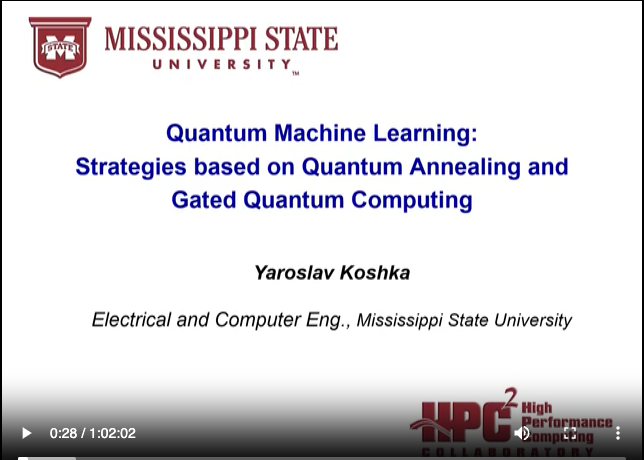 STATE
MISSISSIPPI STATE
UNIVERSITY™
Quantum Machine Learning:
Strategies based on Quantum Annealing and
Gated Quantum Computing
Yaroslav Koshka
Electrical and Computer Eng., Mississippi State University
HPC2 High
Performance
Computing
COLLABORATORY
0:28 / 1:02:02